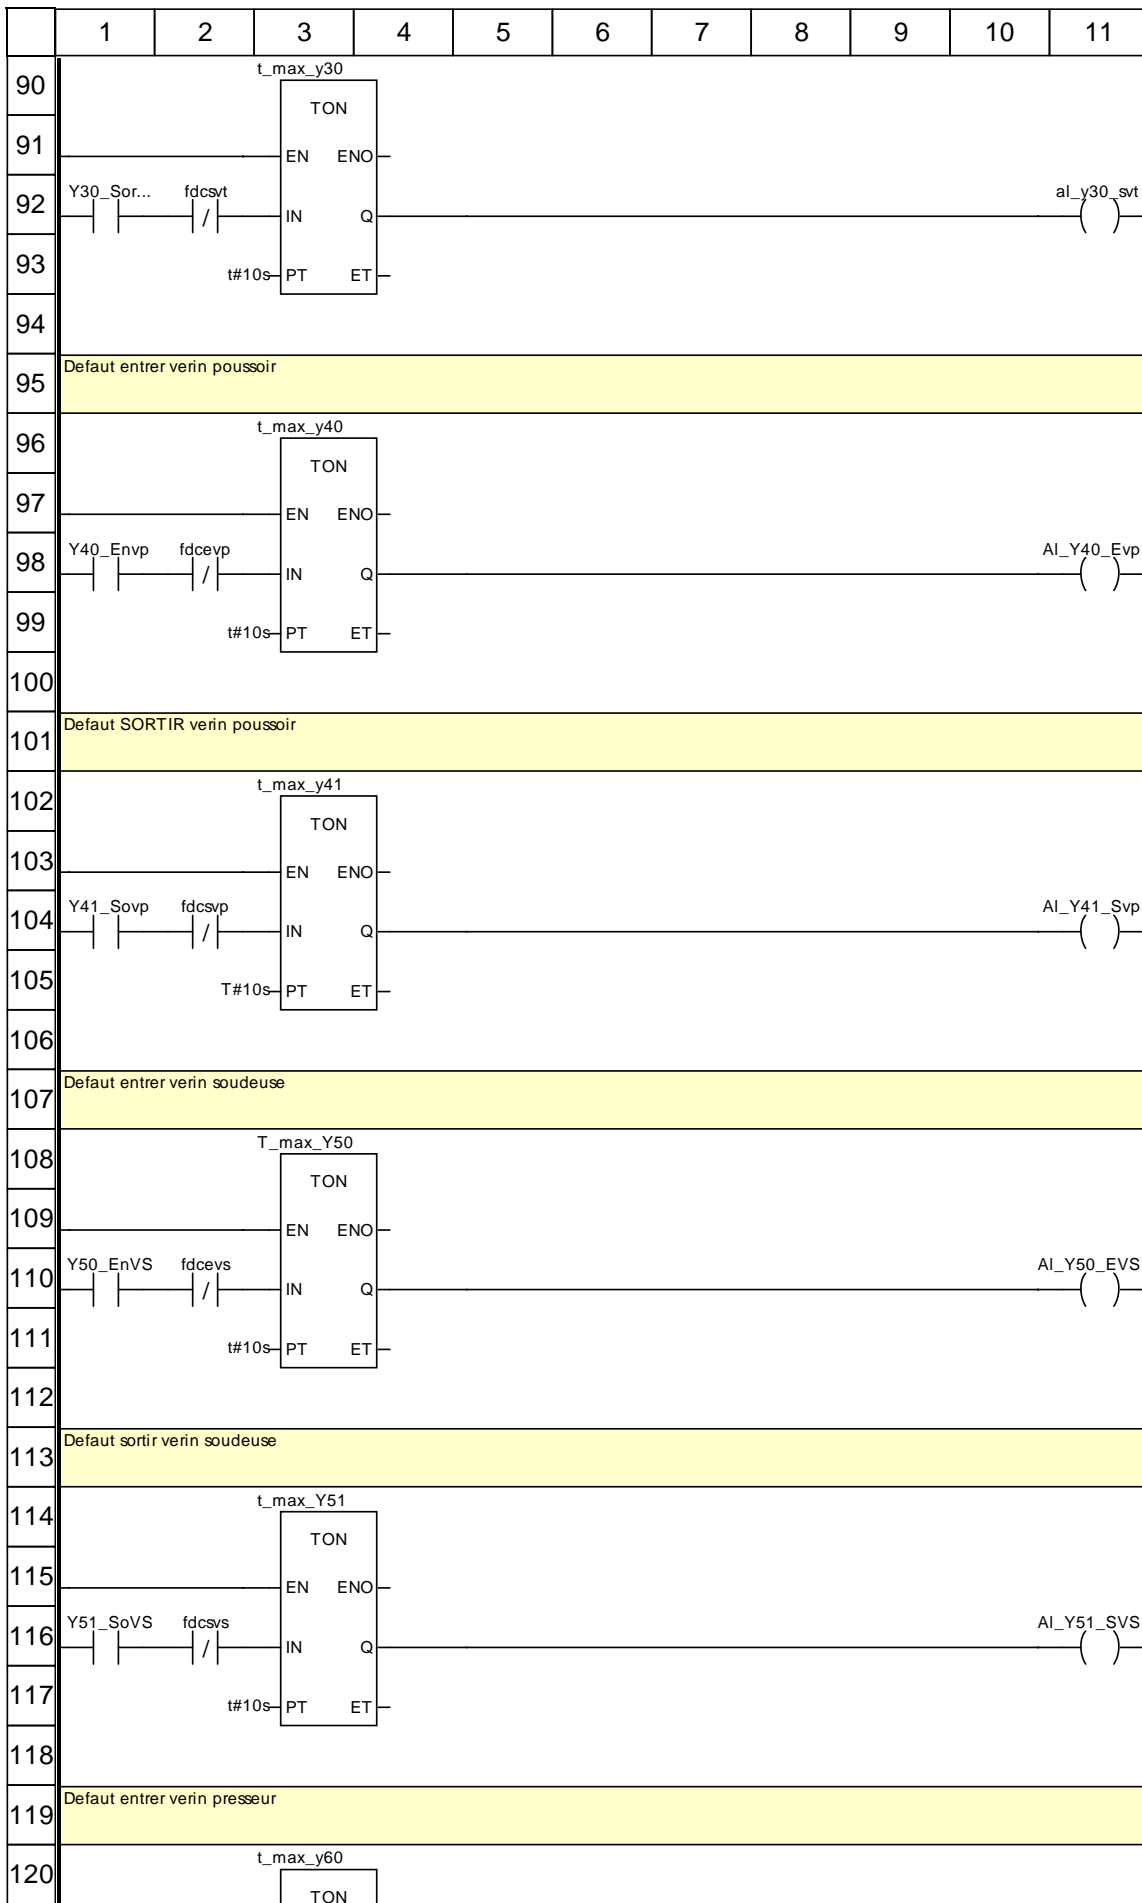 1 2 3 4 5 6 7 8 9 10 11
90
t_max_y30
TON
91
EN ENO
92
Y30_Sor... fdcsvt IN Q al_y30_svt
93
t#10s PT ET
94
95
Defaut entrer verin poussoir
96
t_max_y40
TON
97
EN ENO
98
Y40_Envp fdcevp IN Q Al_Y40_Evp
99
t#10s PT ET
100
101
Defaut SORTIR verin poussoir
102
t_max_y41
TON
103
EN ENO
104
Y41_Sovp fdcsvp IN Q Al_Y41_Svp
105
T#10s PT ET
106
107
Defaut entrer verin soudeuse
108
T_max_Y50
TON
109
EN ENO
110
Y50_EnVS fdcevs IN Q Al_Y50_EVS
111
t#10s PT ET
112
113
Defaut sortir verin soudeuse
114
t_max_Y51
TON
115
EN ENO
116
Y51_SoVS fdcsvs IN Q Al_Y51_SVS
117
t#10s PT ET
118
119
Defaut entrer verin presseur
120
t_max_y60
TON